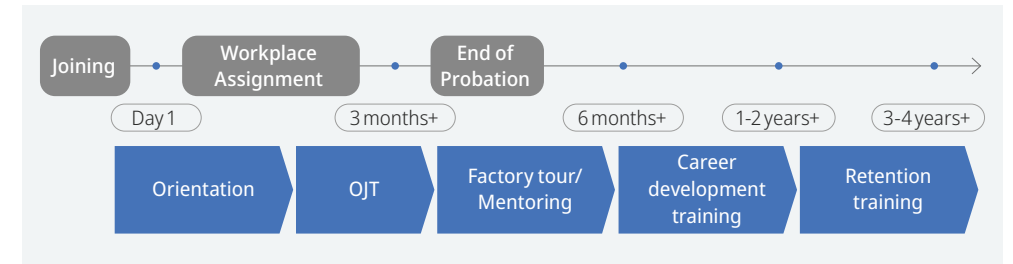 Joining
Workplace
Assignment
End of
Probation
Day 1
3 months+
6 months+
1-2 years+
3-4 years+
Orientation
OJT
Factory tour/
Mentoring
Career
development
training
Retention
training